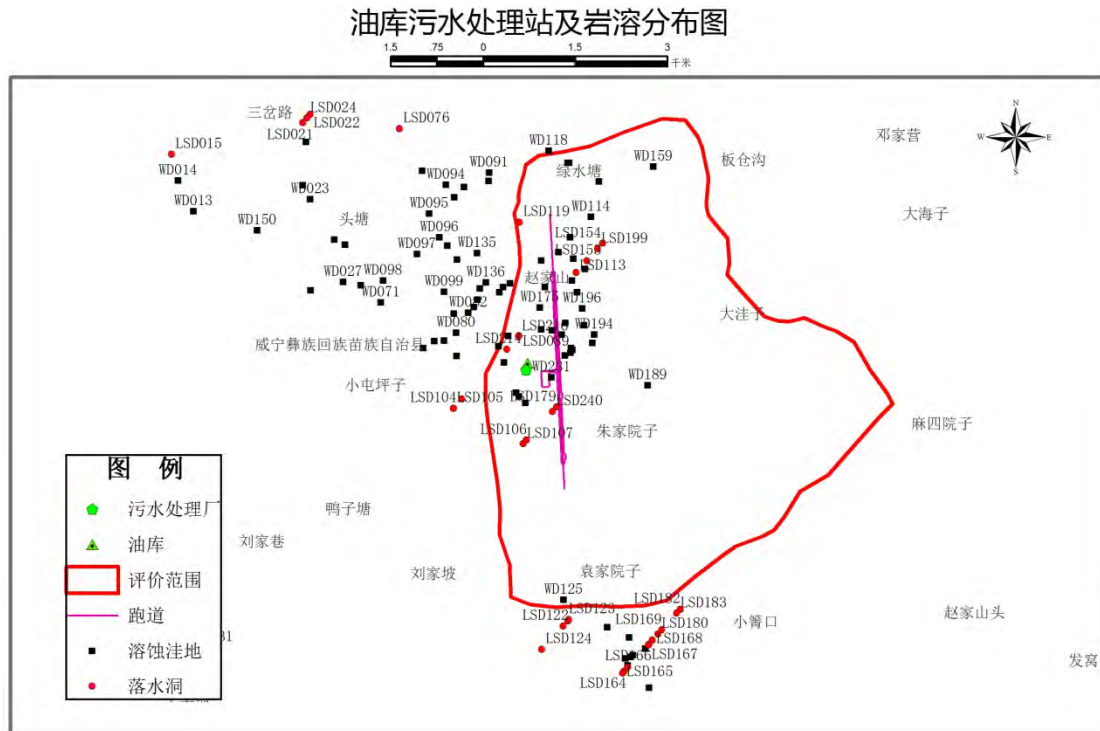 油库污水处理站及岩溶分布图
1.5 .75 0 1.5 3
千米
N
W E
S
三岔路
LSD024
LSD022
LSD021
LSD076
LSD015
WD014
WD013
WD023
WD150
头塘
WD094
WD091
WD095
WD096
WD097
WD135
WD027
WD098
WD071
WD099
WD136
WD080
威宁彝族回族苗族自治县
小屯坪子
WD118
绿水塘
WD159
板仓沟
邓家营
大海子
WD114
LSD119
LSD154
LSD199
LSD113
赵家山
WD175
WD196
大洼子
WD194
LSD039
WD231
WD189
LSD104
LSD105
LSD179
LSD240
LSD106
LSD107
朱家院子
麻四院子
鸭子塘
刘家巷
刘家坡
袁家院子
WD125
LSD123
LSD122
LSD124
LSD182
LSD183
LSD169
LSD180
LSD168
LSD167
LSD165
LSD164
小箐口
赵家山头
发窝
图 例
污水处理厂
油库
评价范围
跑道
溶蚀洼地
落水洞